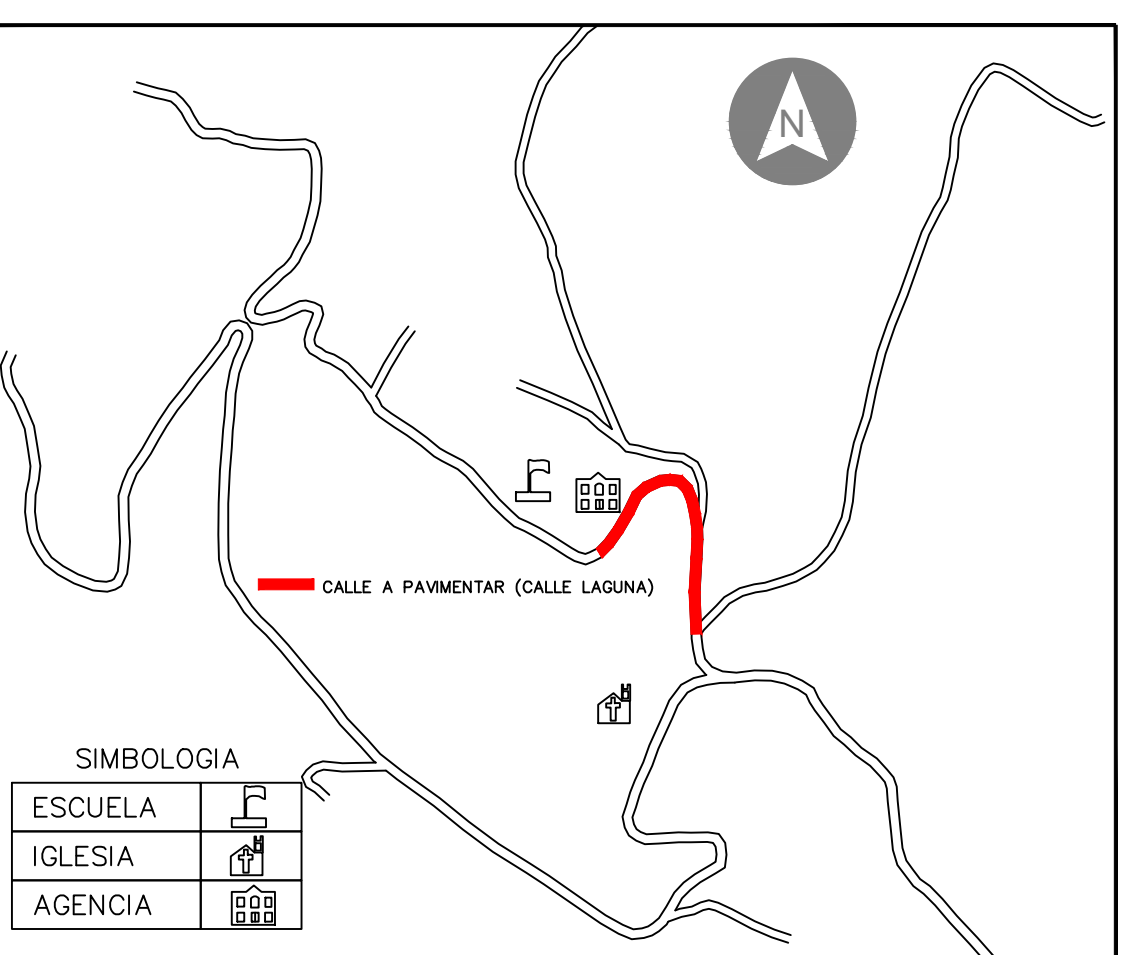 N
CALLE A PAVIMENTAR (CALLE LAGUNA)
SIMBOLOGIA
ESCUELA
IGLESIA
AGENCIA